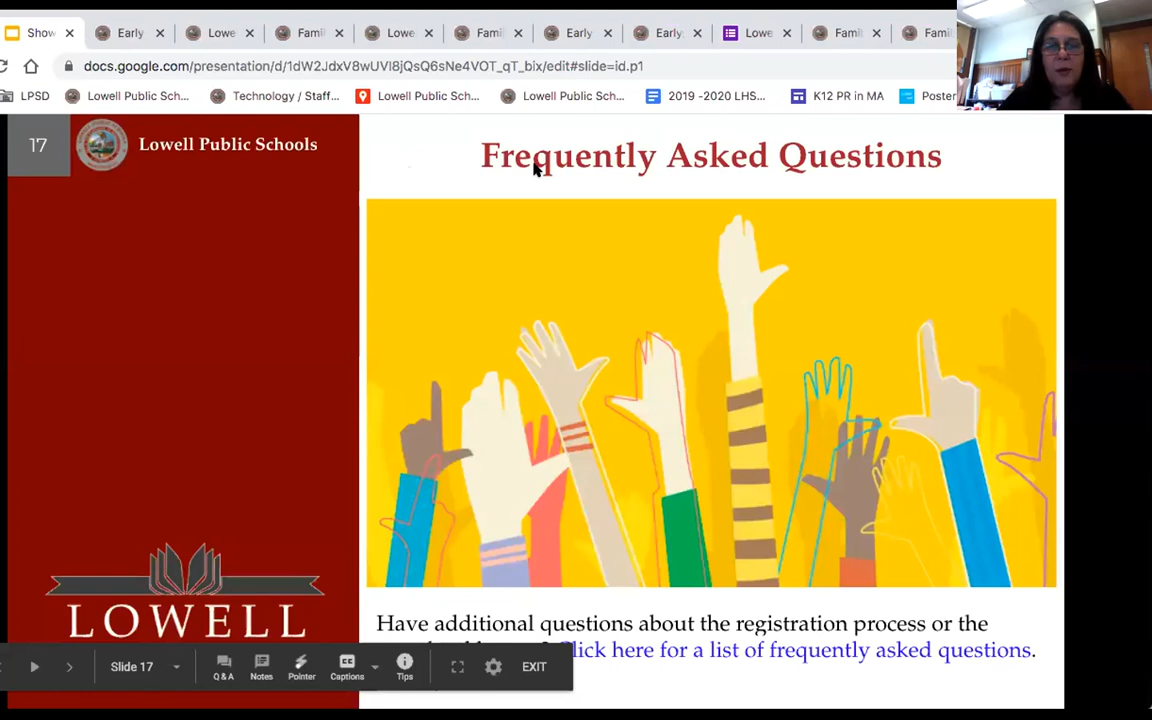 Show
Early
Lowe
Famil
Lowe
Famil
Early
Early
Lowe
Famil
Famil
docs.google.com/presentation/d/1dW2JdxV8wUVl8jQsQ6sNe4VOT_qT_bix/edit#slide=id.p1
LPSD
Lowell Public Sch...
Technology / Staff...
Lowell Public Sch...
Lowell Public Sch...
2019 -2020 LHS...
K12 PR in MA
Poster
17
Lowell Public Schools
Frequently Asked Questions
LOWELL
Have additional questions about the registration process or the
Click here for a list of frequently asked questions.
Slide 17
Q & A
Notes
Pointer
Captions
Tips
EXIT